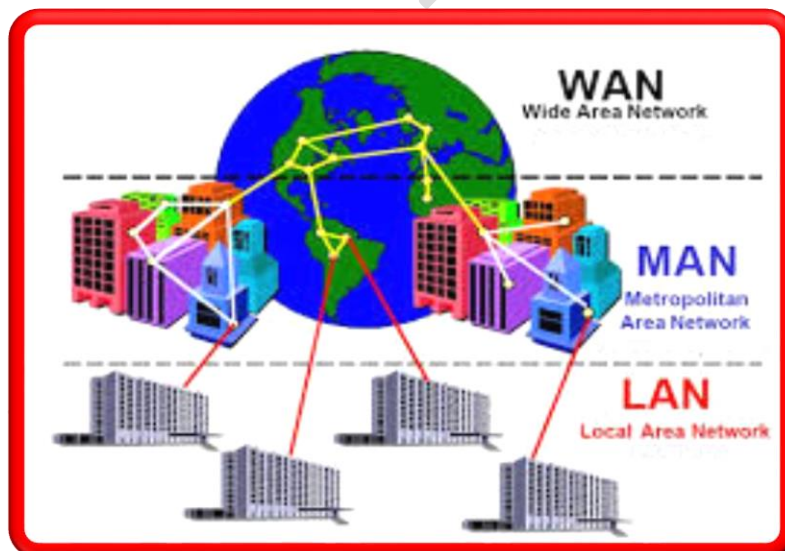 WAN
Wide Area Network
MAN
Metropolitan
Area Network
LAN
Local Area Network